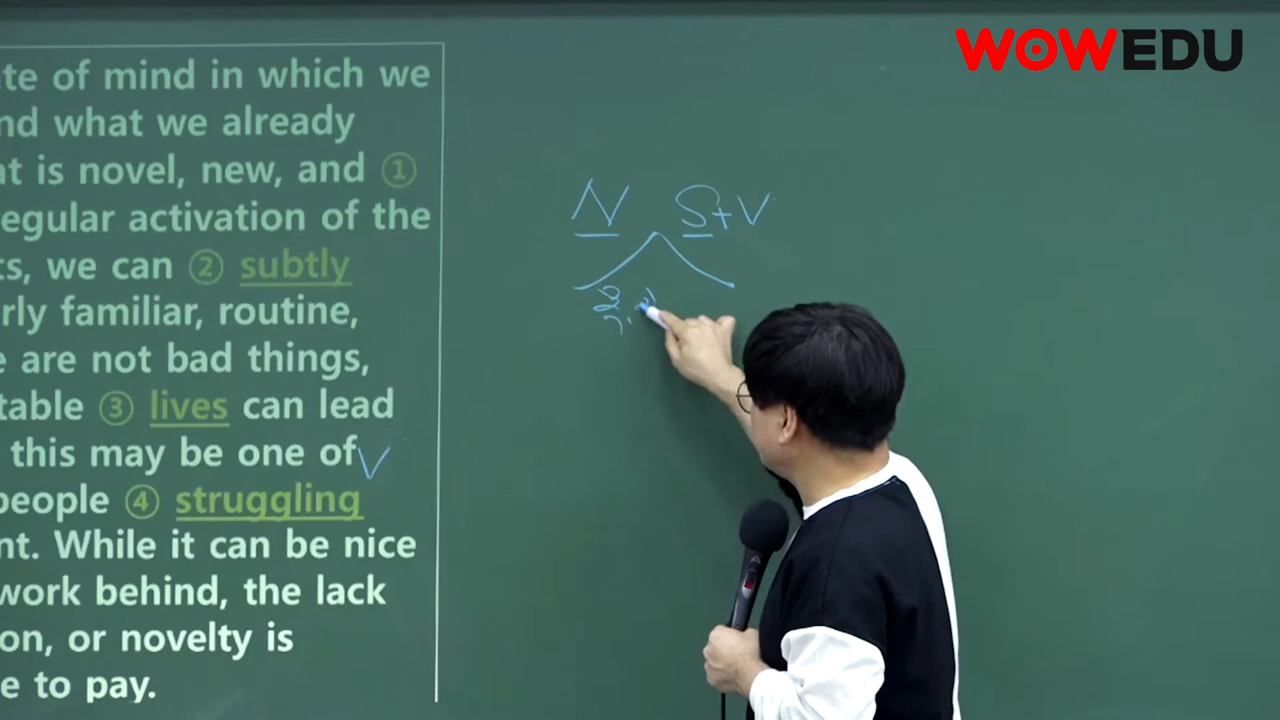 WOWEDU
te of mind in which we
nd what we already
at is novel, new, and ①
regular activation of the
ts, we can ② subtly
rly familiar, routine,
e are not bad things,
table ③ lives can lead
this may be one of V
people ④ struggling
nt. While it can be nice
work behind, the lack
on, or novelty is
e to pay.
N S+V